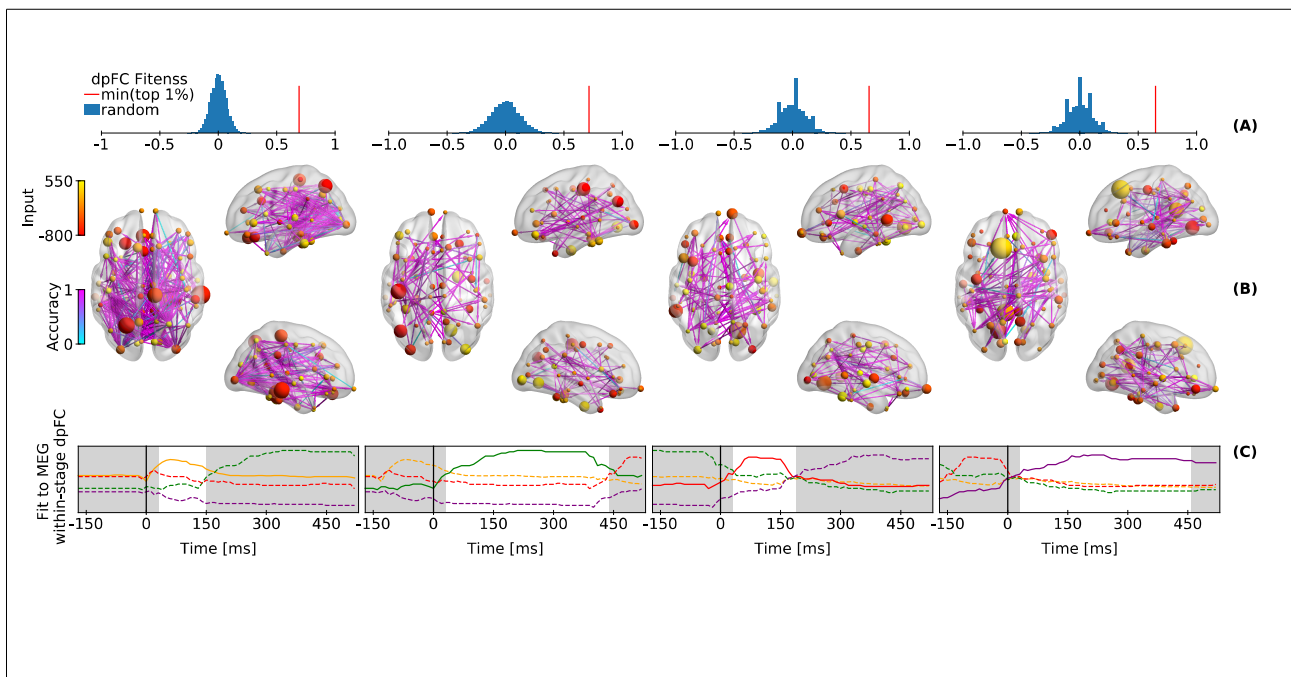 dpFC Fitenss
min(top 1%)
random
-1 -0.5 0 0.5 1
-1.0 -0.5 0.0 0.5 1.0
-1.0 -0.5 0.0 0.5 1.0
-1.0 -0.5 0.0 0.5 1.0
(A)
Input
550
-800
Accuracy
1
0
(B)
Fit to MEG
within-stage dpFC
(C)
-150 0 150 300 450
-150 0 150 300 450
-150 0 150 300 450
-150 0 150 300 450
Time [ms]
Time [ms]
Time [ms]
Time [ms]